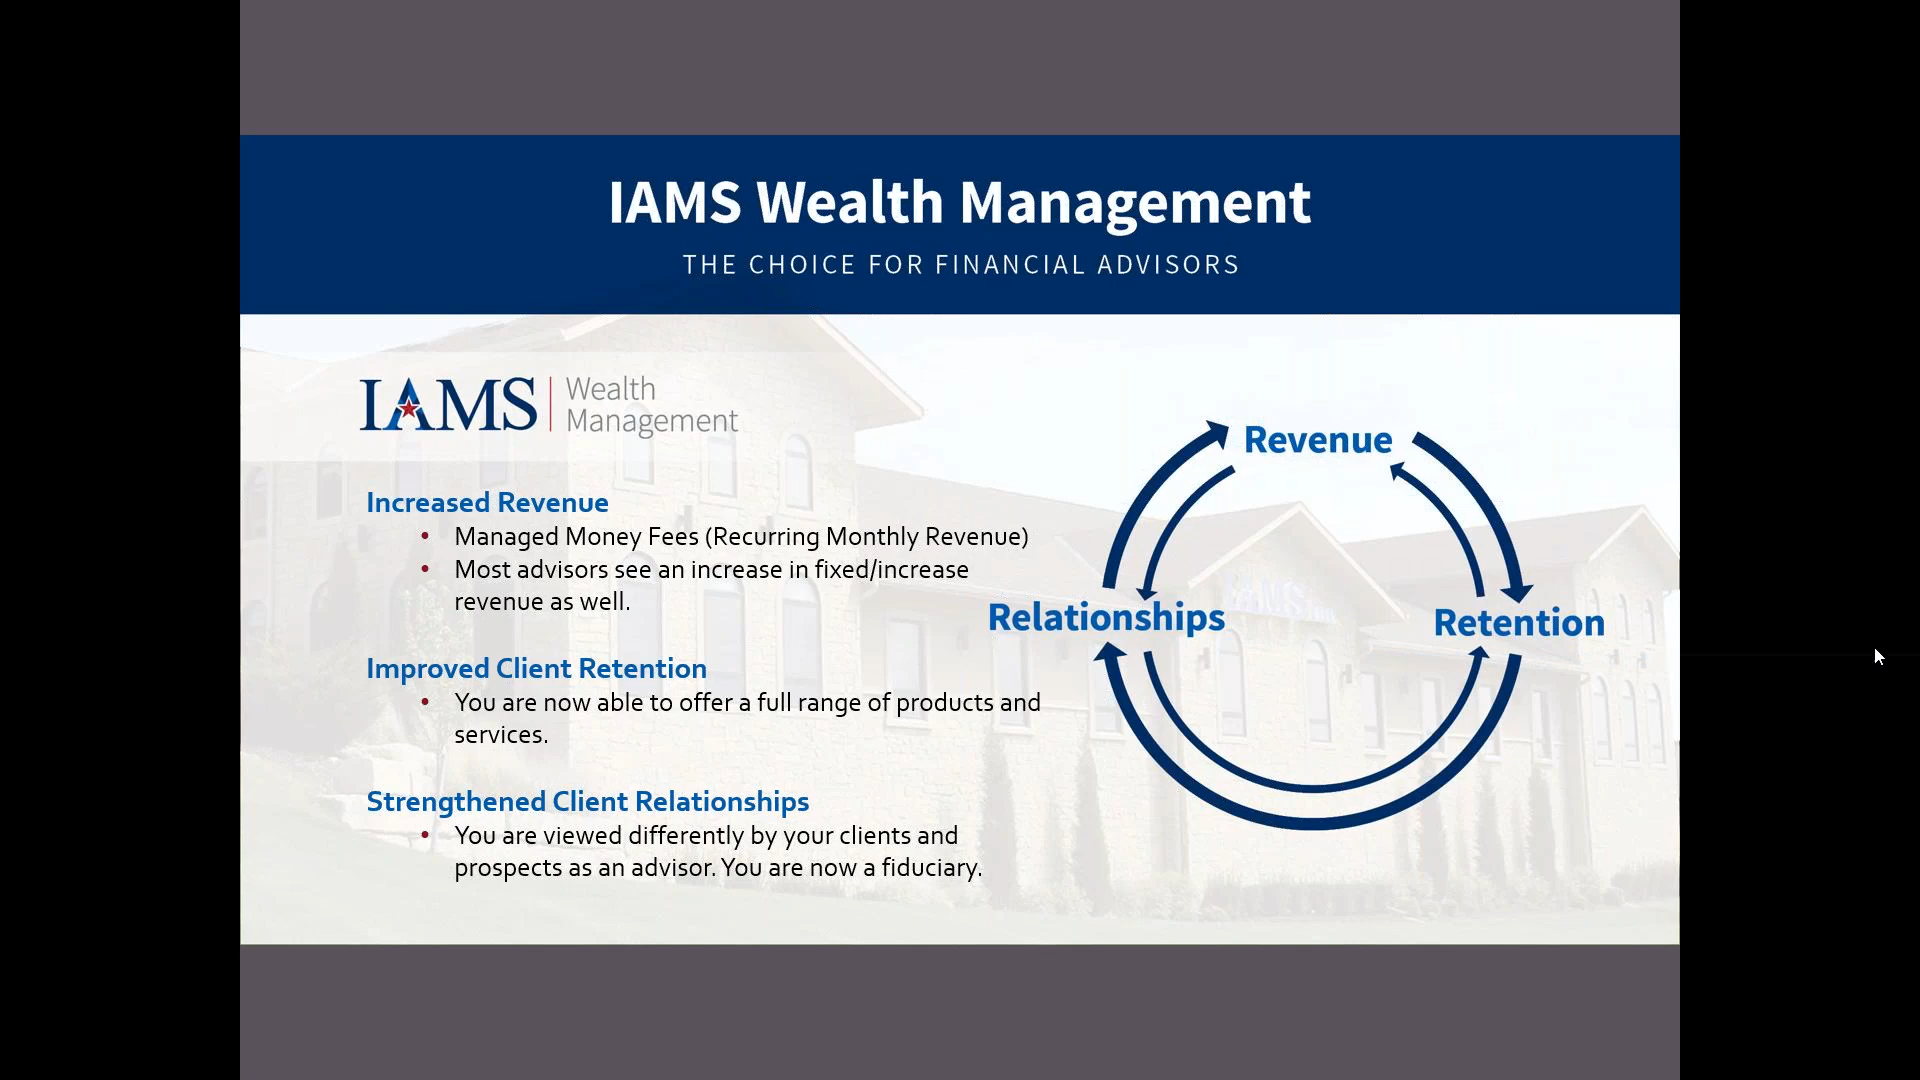 IAMS Wealth Management
THE CHOICE FOR FINANCIAL ADVISORS
IAMS Wealth
Management
Increased Revenue
• Managed Money Fees (Recurring Monthly Revenue)
• Most advisors see an increase in fixed/increase
revenue as well.
Improved Client Retention
• You are now able to offer a full range of products and
services.
Strengthened Client Relationships
• You are viewed differently by your clients and
prospects as an advisor. You are now a fiduciary.
Revenue
Relationships
Retention
IAMS